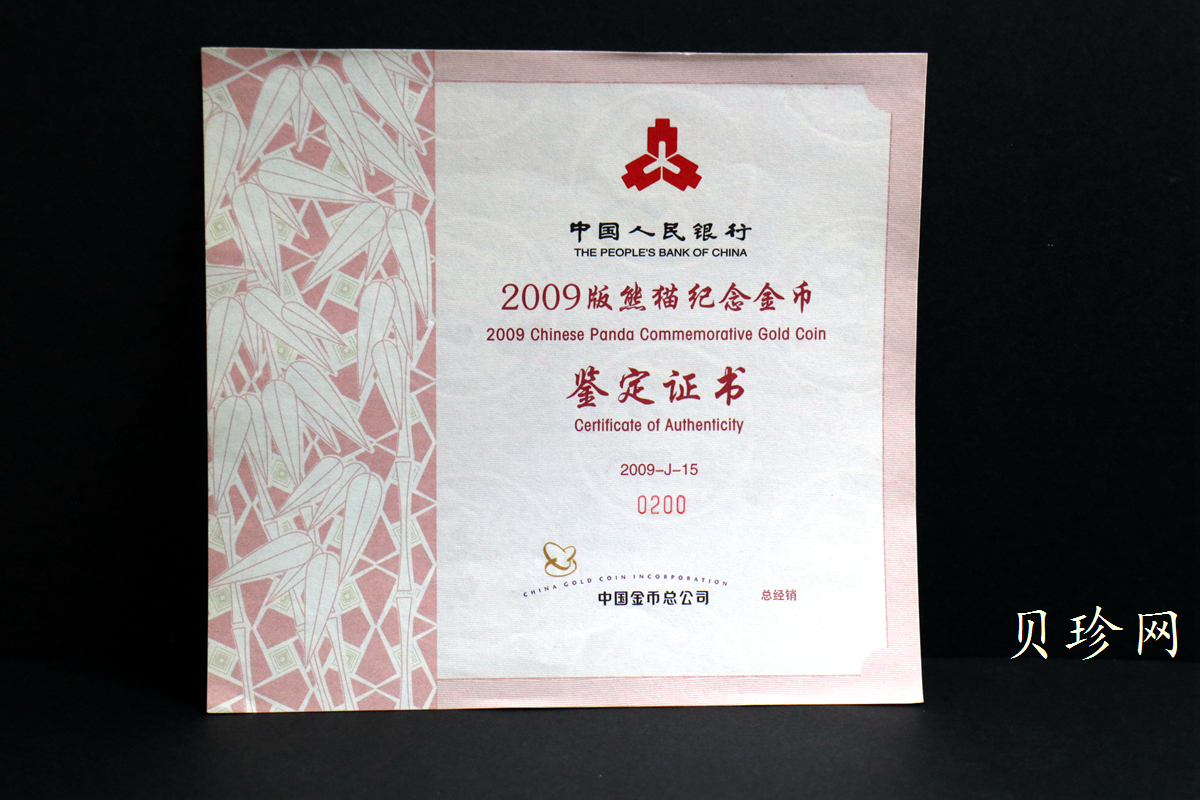 中国人民银行
THE PEOPLE'S BANK OF CHINA
2009版熊猫纪念金币
2009 Chinese Panda Commemorative Gold Coin
鉴定证书
Certificate of Authenticity
2009-J-15
0200
CHINA GOLD COIN INCORPORATION
中国金币总公司 总经销
贝珍网